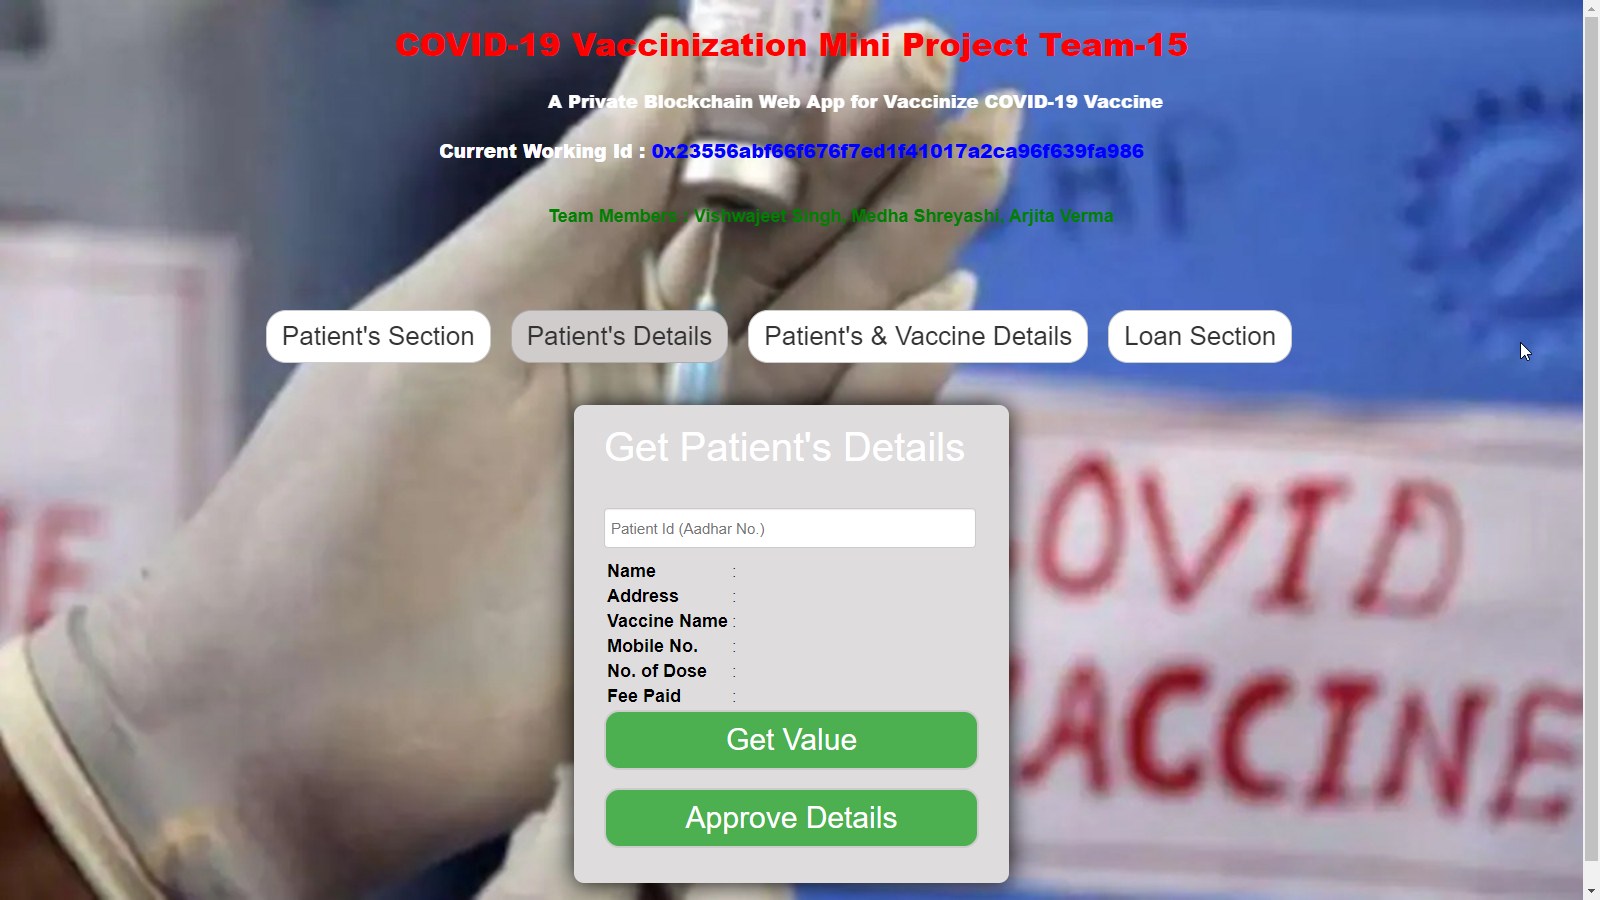 COVID-19 Vaccinization Mini Project Team-15
A Private Blockchain Web App for Vaccinize COVID-19 Vaccine
Current Working Id : 0x23556abf66f676f7ed1f41017a2ca96f639fa986
Team Members : Vishwajeet Singh, Medha Shreyashi, Arjita Verma
Patient's Section
Patient's Details
Patient's & Vaccine Details
Loan Section
Get Patient's Details
Patient Id (Aadhar No.)
Name :
Address :
Vaccine Name :
Mobile No. :
No. of Dose :
Fee Paid :
Get Value
Approve Details
OVID
ACCINE